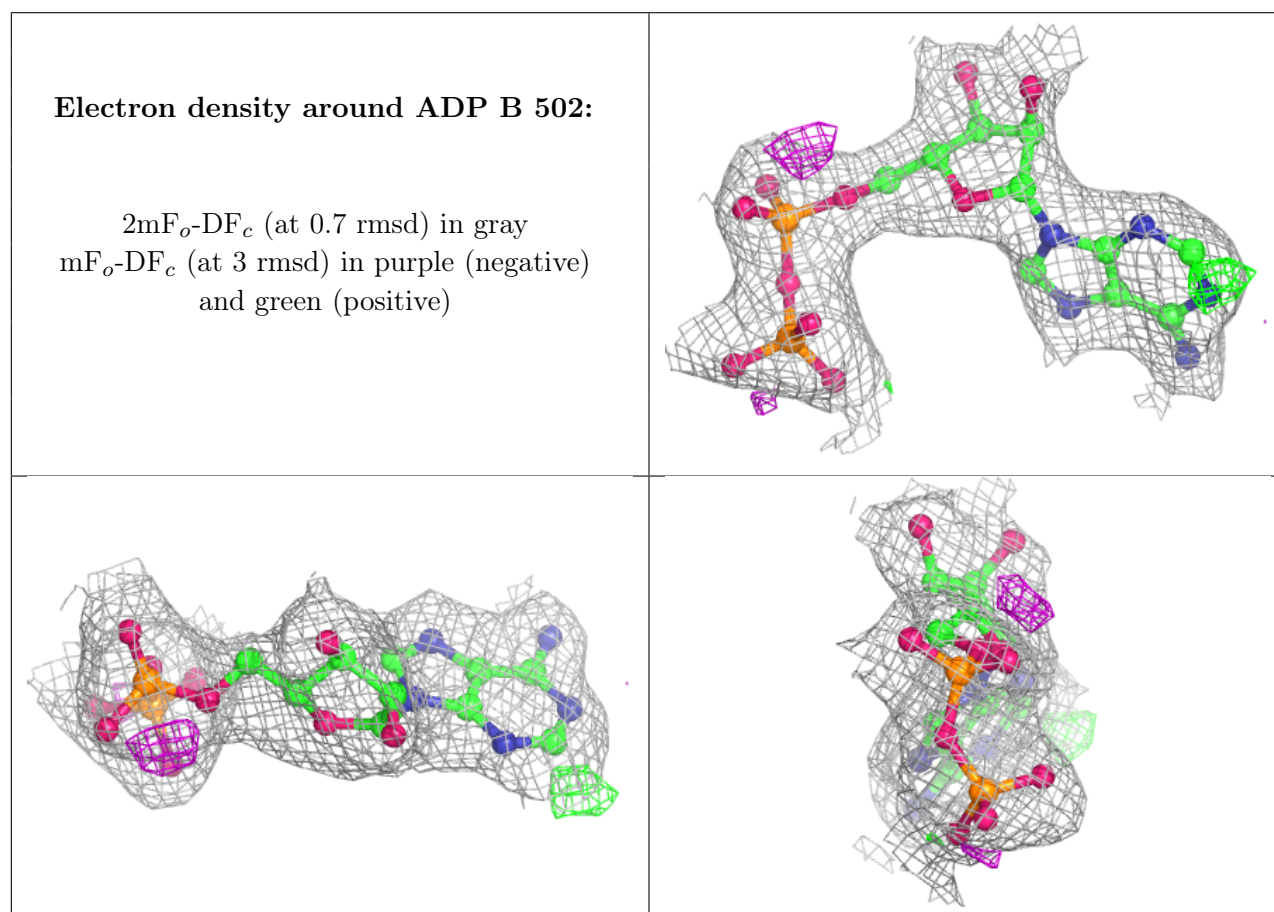 Electron density around ADP B 502:
2mFo-DFc (at 0.7 rmsd) in gray
mFo-DFc (at 3 rmsd) in purple (negative)
and green (positive)